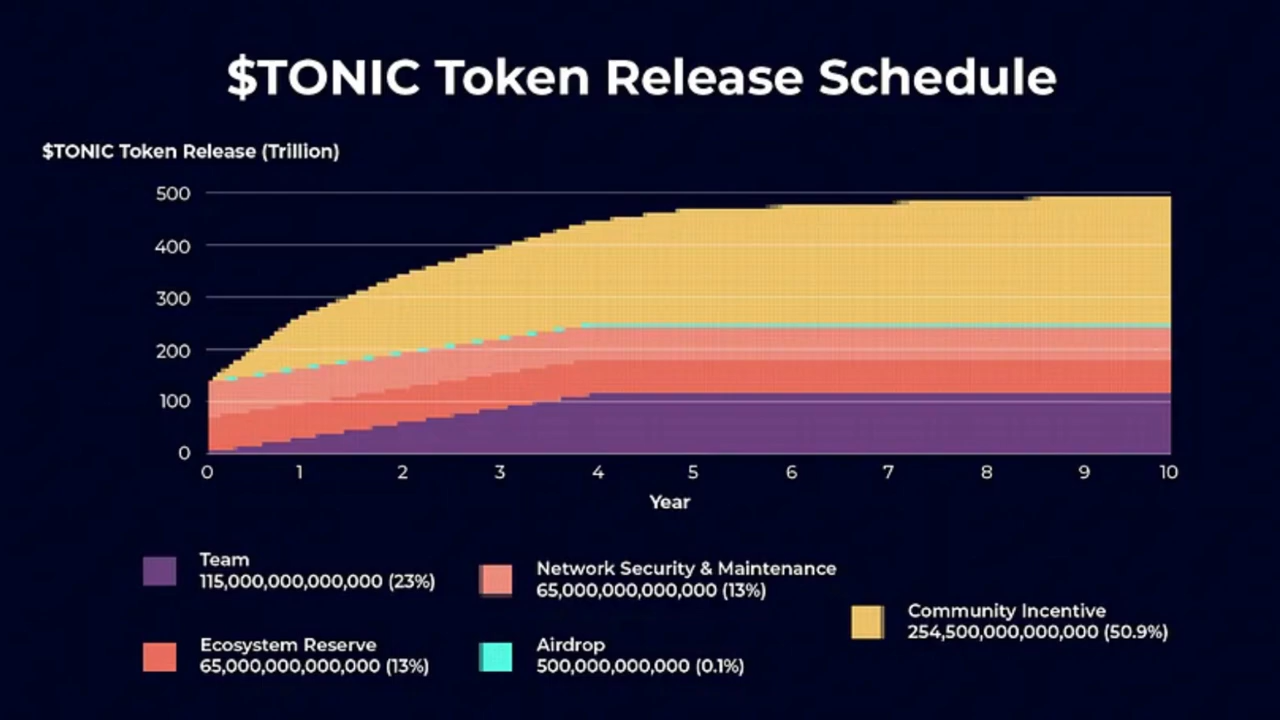 $TONIC Token Release Schedule
$TONIC Token Release (Trillion)
500
400
300
200
100
0
0 1 2 3 4 5 6 7 8 9 10
Year
Team
115,000,000,000,000 (23%)
Network Security & Maintenance
65,000,000,000,000 (13%)
Community Incentive
254,500,000,000,000 (50.9%)
Ecosystem Reserve
65,000,000,000,000 (13%)
Airdrop
500,000,000,000 (0.1%)